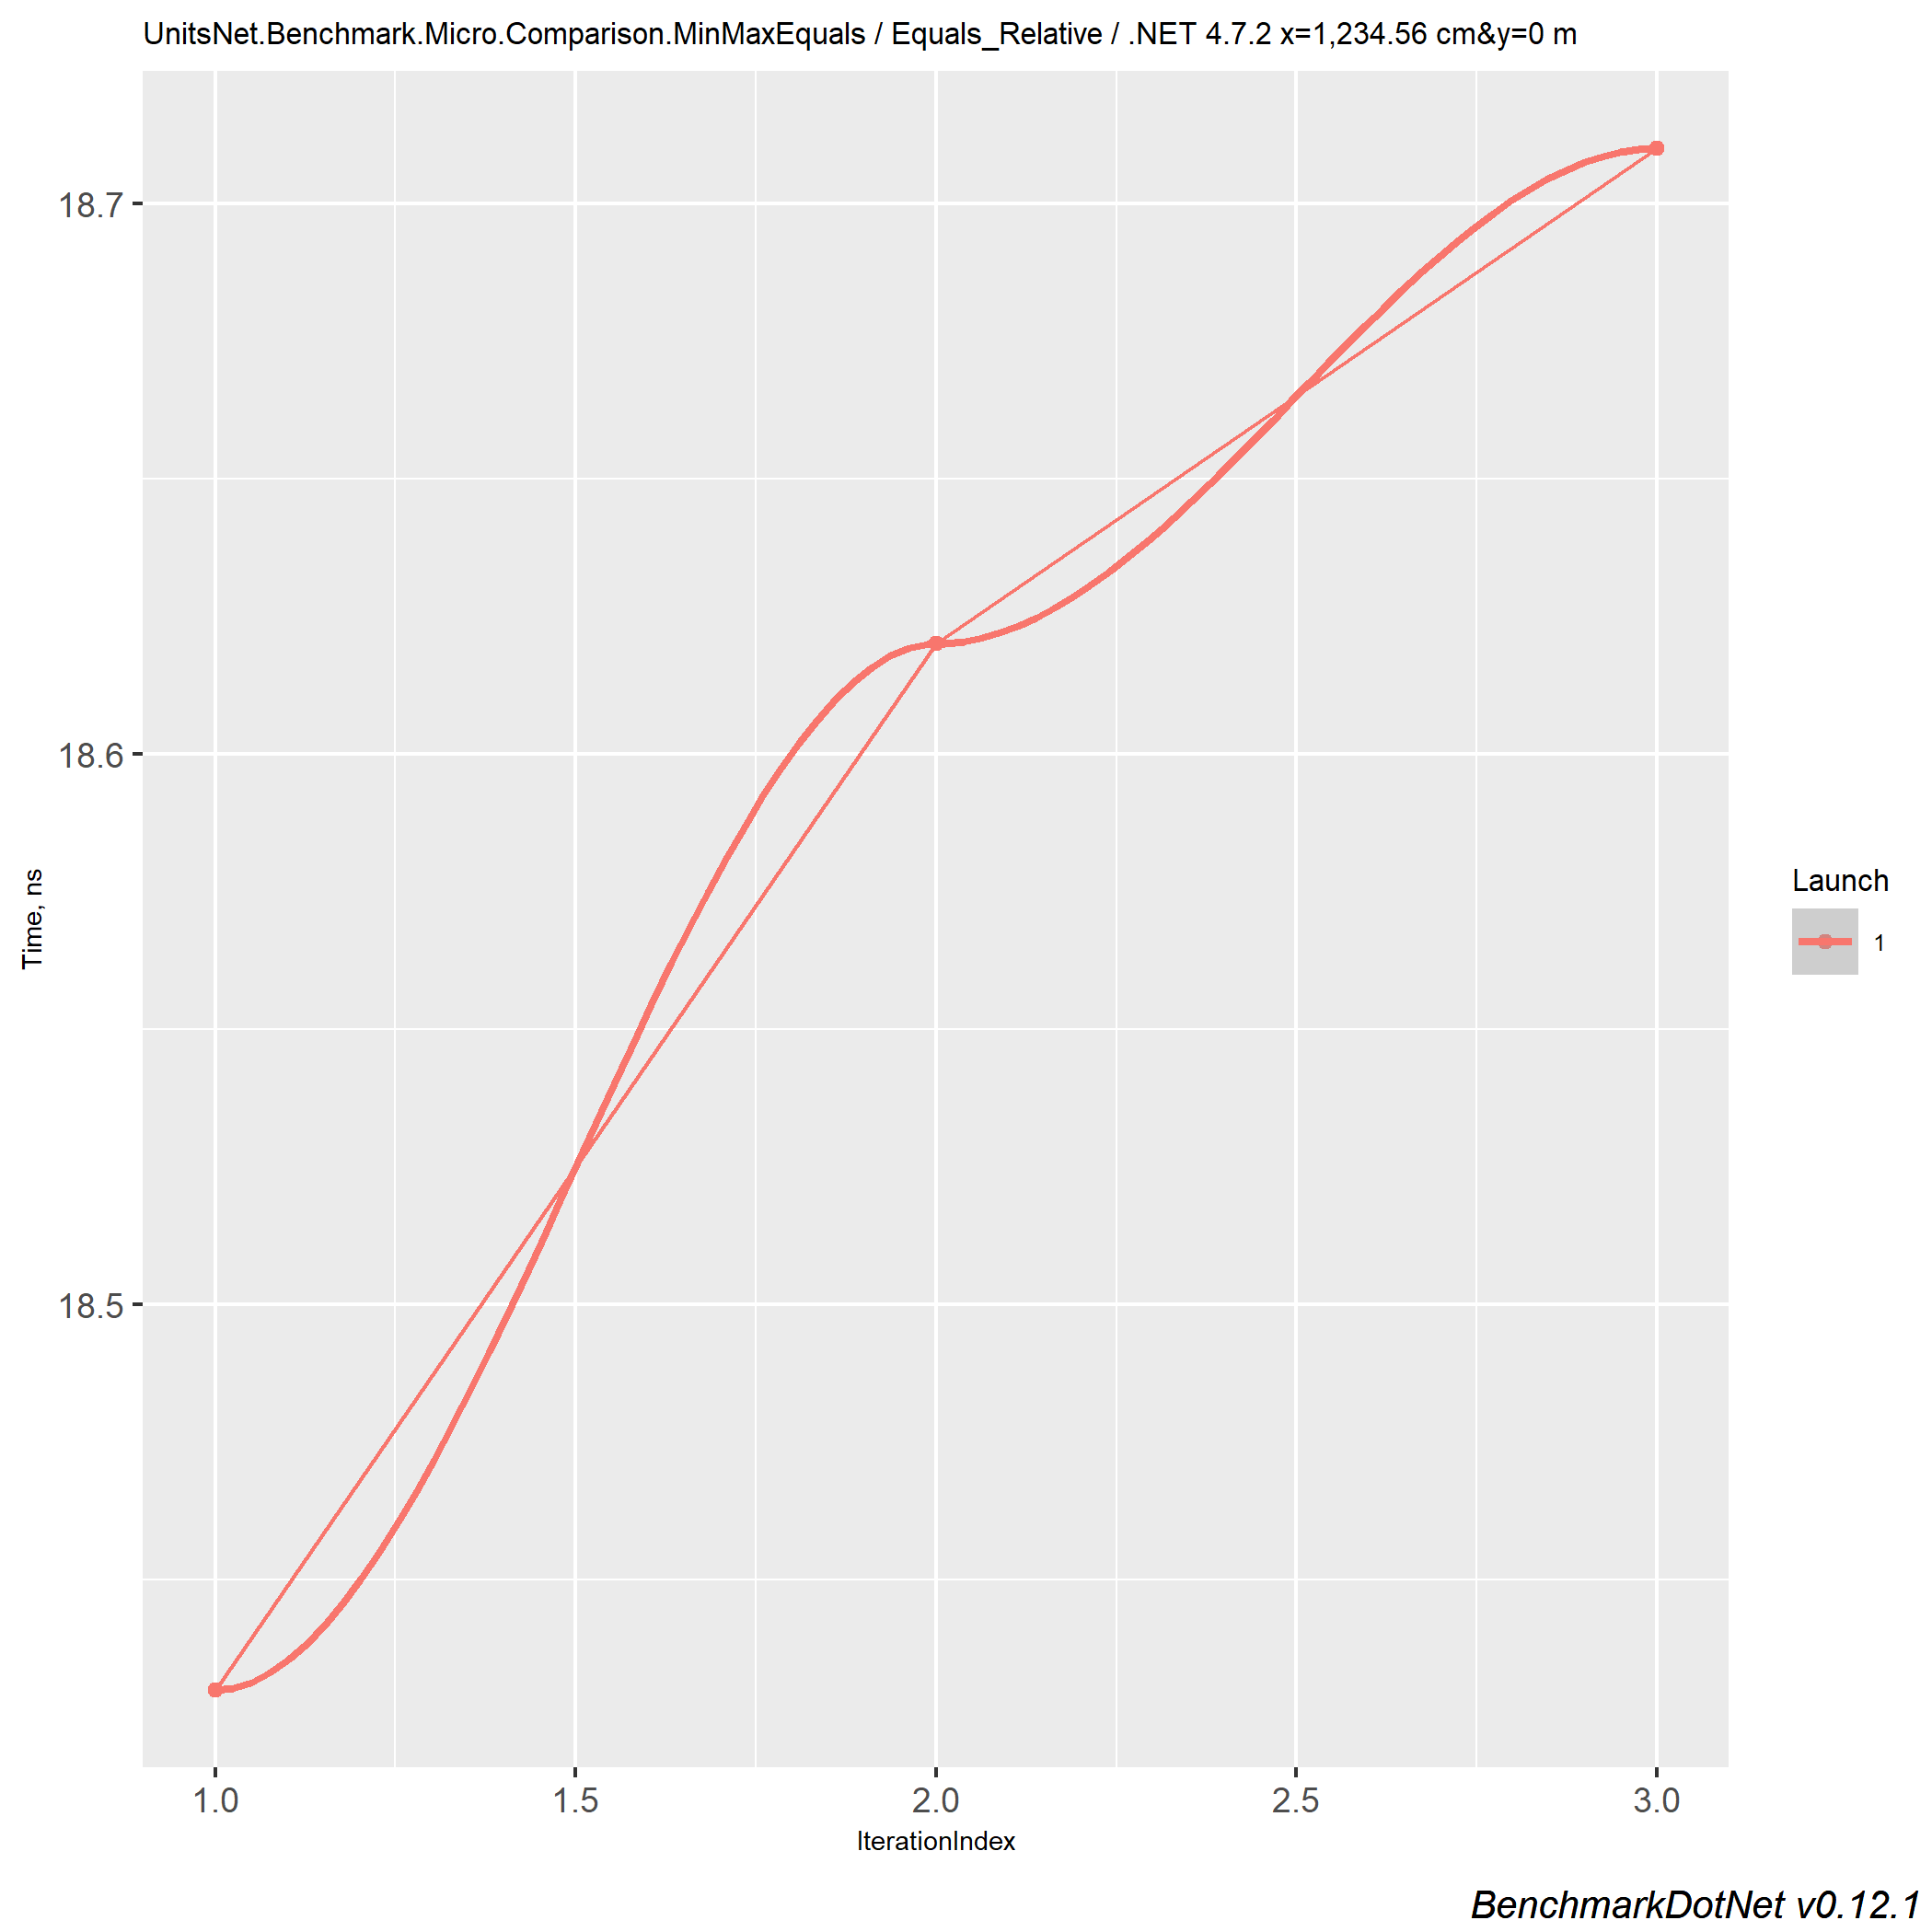 UnitsNet.Benchmark.Micro.Comparison.MinMaxEquals / Equals_Relative / .NET 4.7.2 x=1,234.56 cm&y=0 m
18.7
18.6
18.5
Time, ns
1.0 1.5 2.0 2.5 3.0
IterationIndex
Launch
1
BenchmarkDotNet v0.12.1